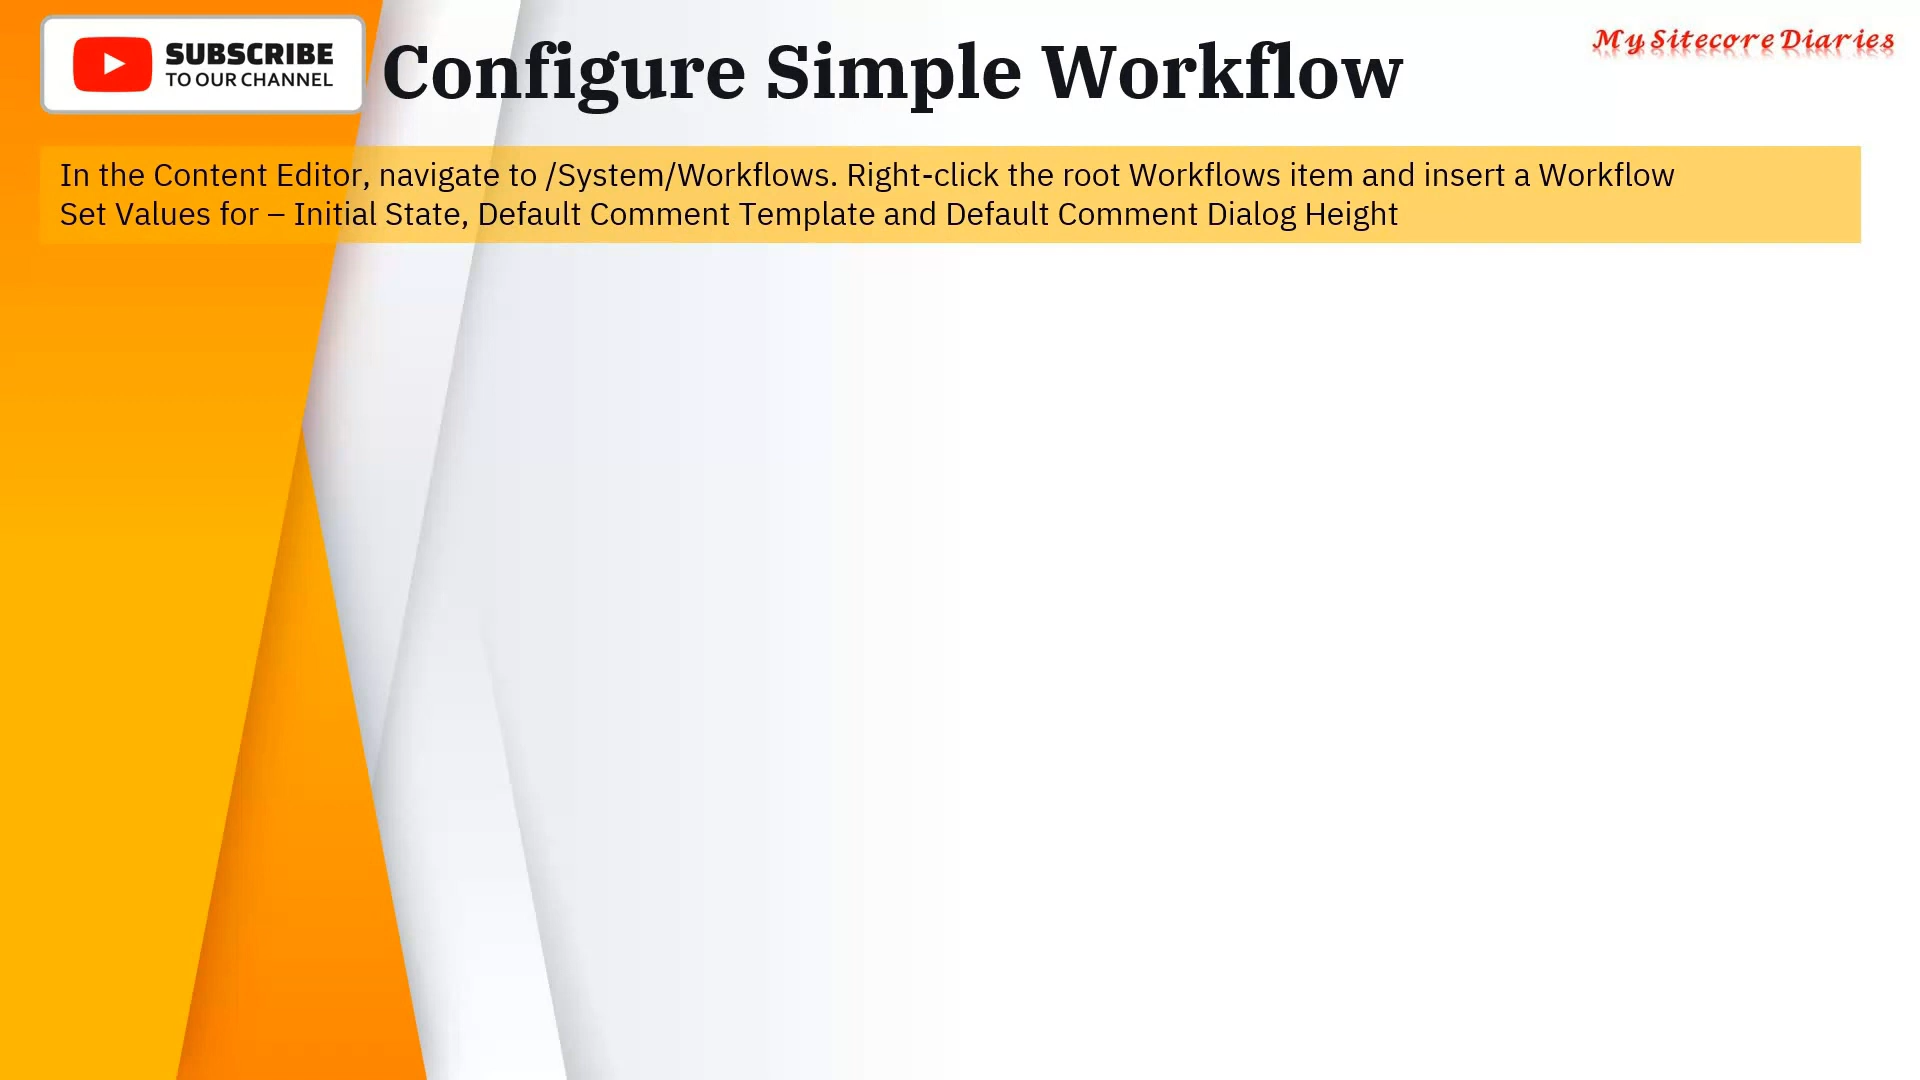 SUBSCRIBE
TO OUR CHANNEL
Configure Simple Workflow
My Sitecore Diaries
In the Content Editor, navigate to /System/Workflows. Right-click the root Workflows item and insert a Workflow
Set Values for – Initial State, Default Comment Template and Default Comment Dialog Height